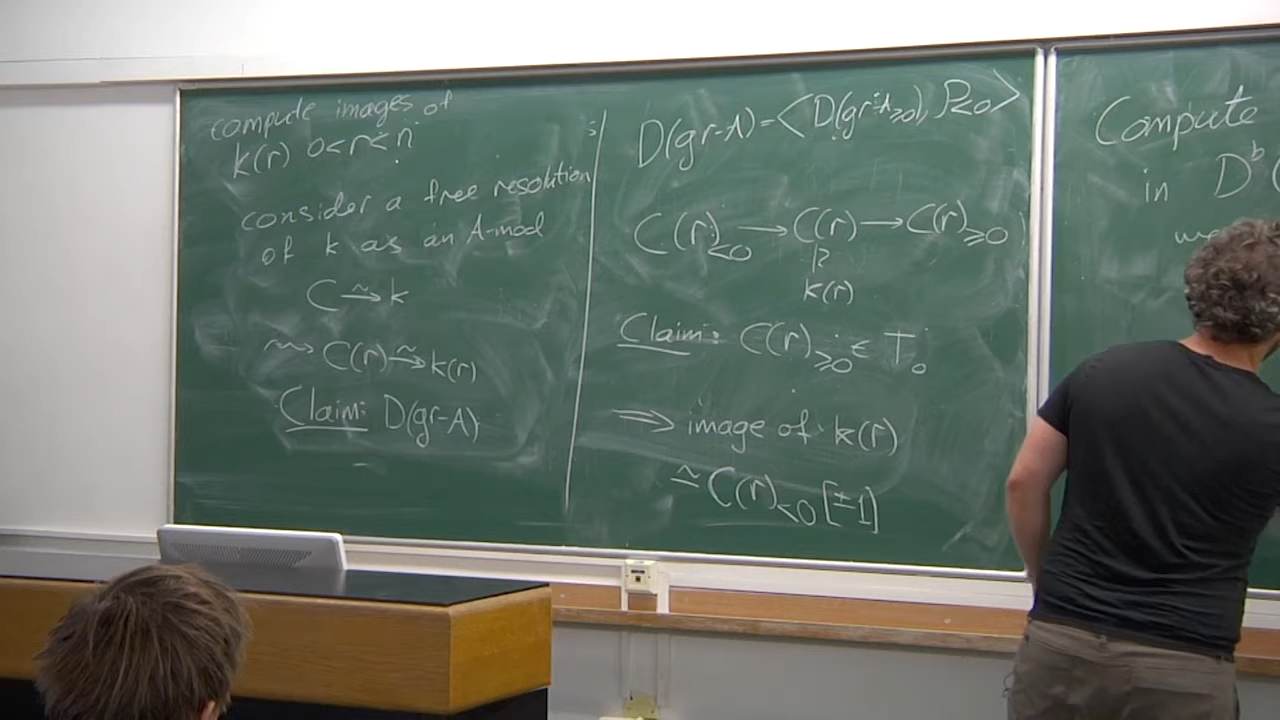 compute images of
k(r) 0<r<n
consider a free resolution
of k as an A-mod
C ⥲ k
⇝ C(r) ⥲ k(r)
Claim: D(gr-A)
D(gr-A) = <D(gr-A≥0), P<0>
C(r)<0 → C(r) → C(r)≥0
k(r)
Claim: C(r)≥0 ∈ T0
⇒ image of k(r)
≅ C(r)<0[±1]
Compute
in D^b(